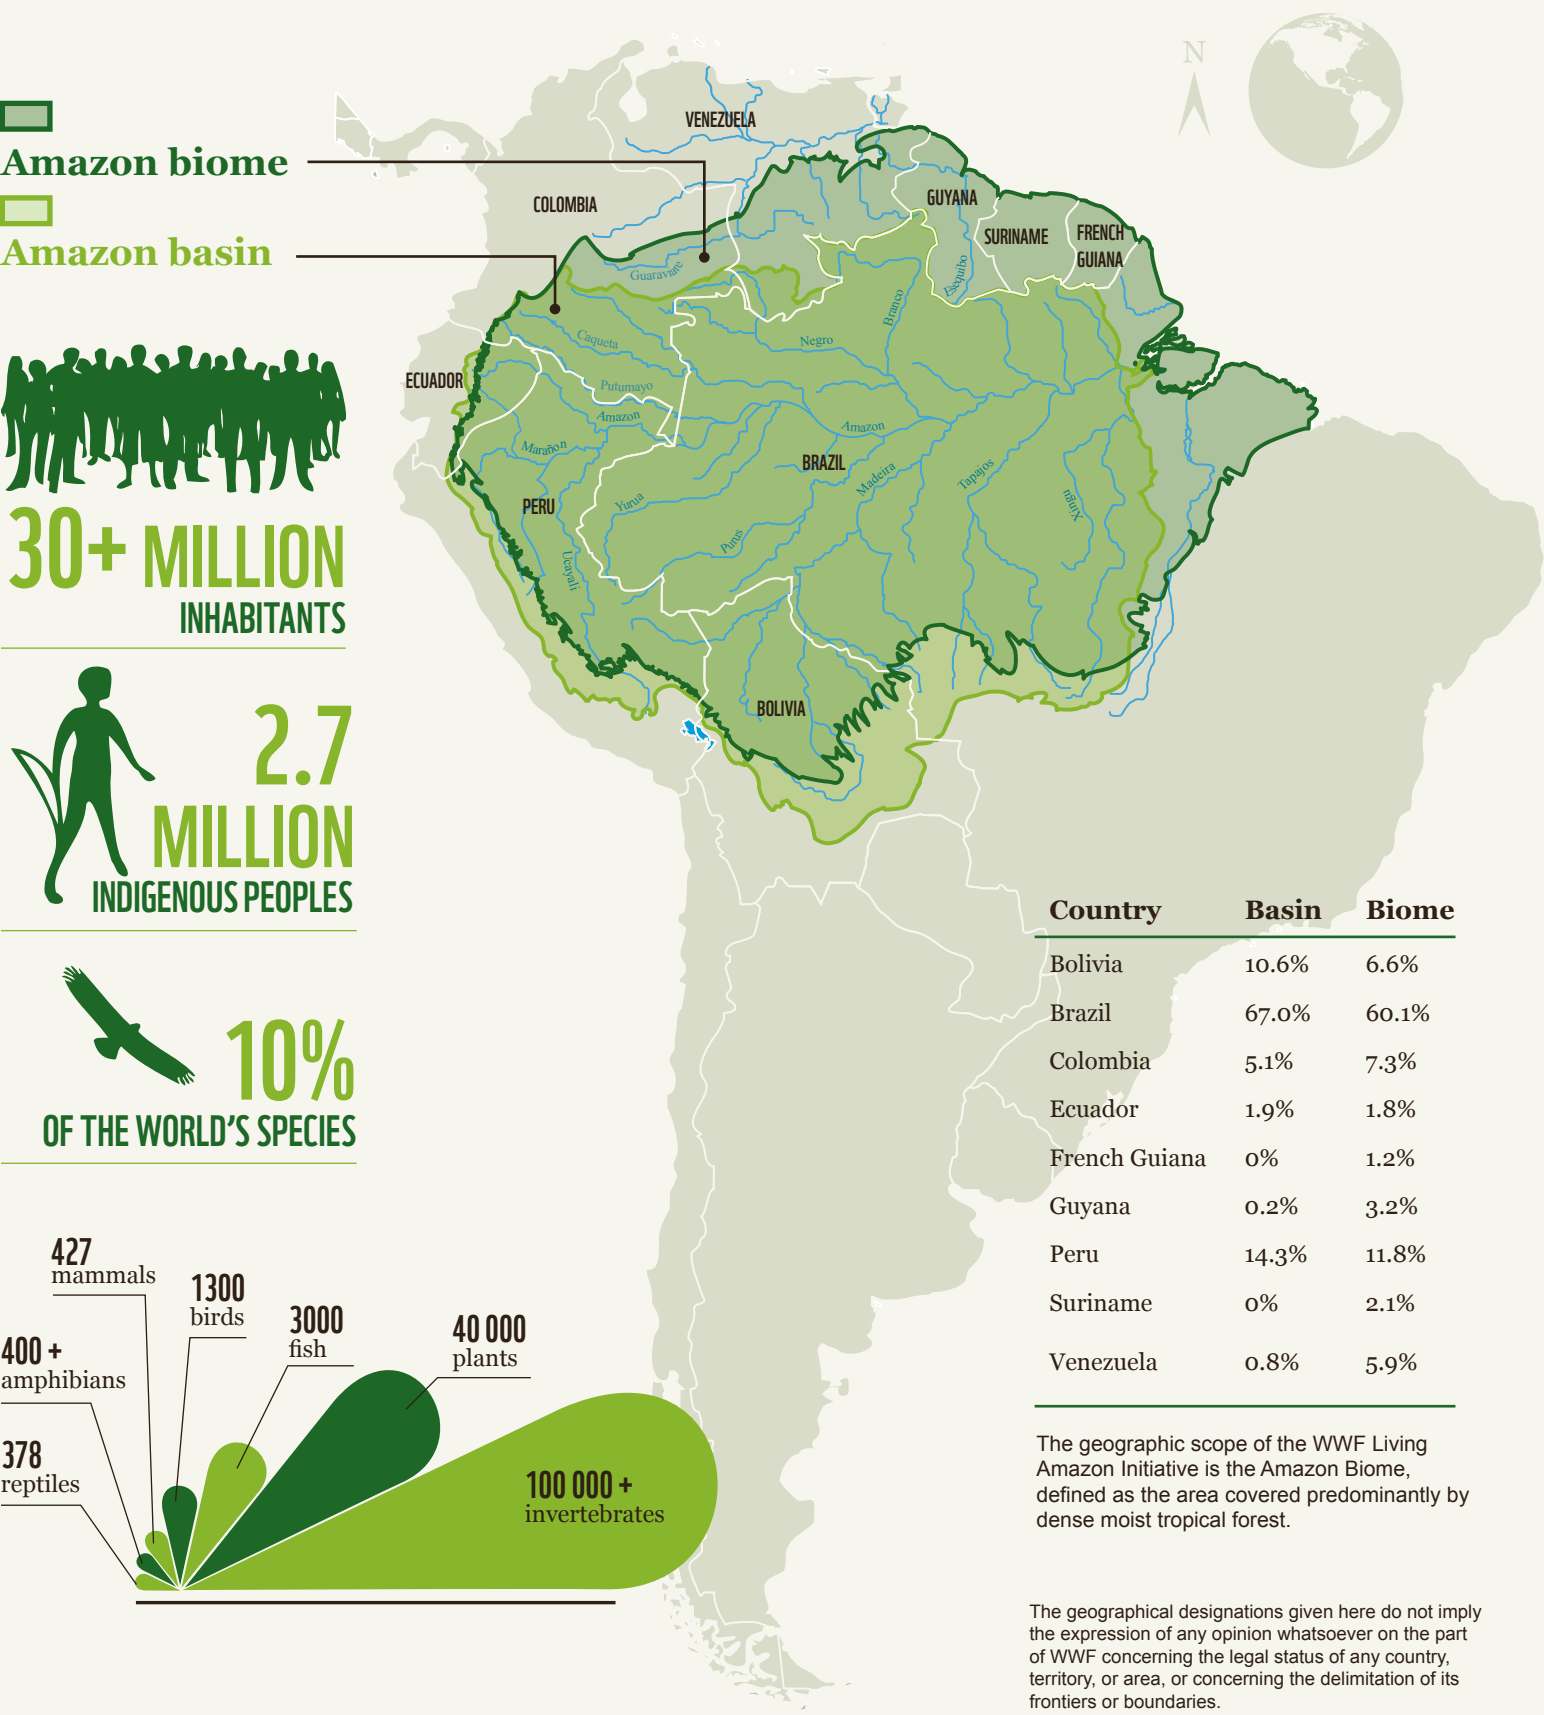 N
Amazon biome
Amazon basin
VENEZUELA
COLOMBIA
GUYANA
SURINAME
FRENCH
GUIANA
ECUADOR
PERU
BRAZIL
BOLIVIA
Guaraviare
Caqueta
Putumayo
Amazon
Marañon
Ucayali
Yurua
Purus
Negro
Branco
Esequibo
Amazon
Madeira
Tapajos
Xingu
30+ MILLION
INHABITANTS
2.7
MILLION
INDIGENOUS PEOPLES
10%
OF THE WORLD'S SPECIES
427
mammals
1300
birds
3000
fish
40 000
plants
400 +
amphibians
378
reptiles
100 000 +
invertebrates
Country Basin Biome
Bolivia 10.6% 6.6%
Brazil 67.0% 60.1%
Colombia 5.1% 7.3%
Ecuador 1.9% 1.8%
French Guiana 0% 1.2%
Guyana 0.2% 3.2%
Peru 14.3% 11.8%
Suriname 0% 2.1%
Venezuela 0.8% 5.9%
The geographic scope of the WWF Living
Amazon Initiative is the Amazon Biome,
defined as the area covered predominantly by
dense moist tropical forest.
The geographical designations given here do not imply
the expression of any opinion whatsoever on the part
of WWF concerning the legal status of any country,
territory, or area, or concerning the delimitation of its
frontiers or boundaries.